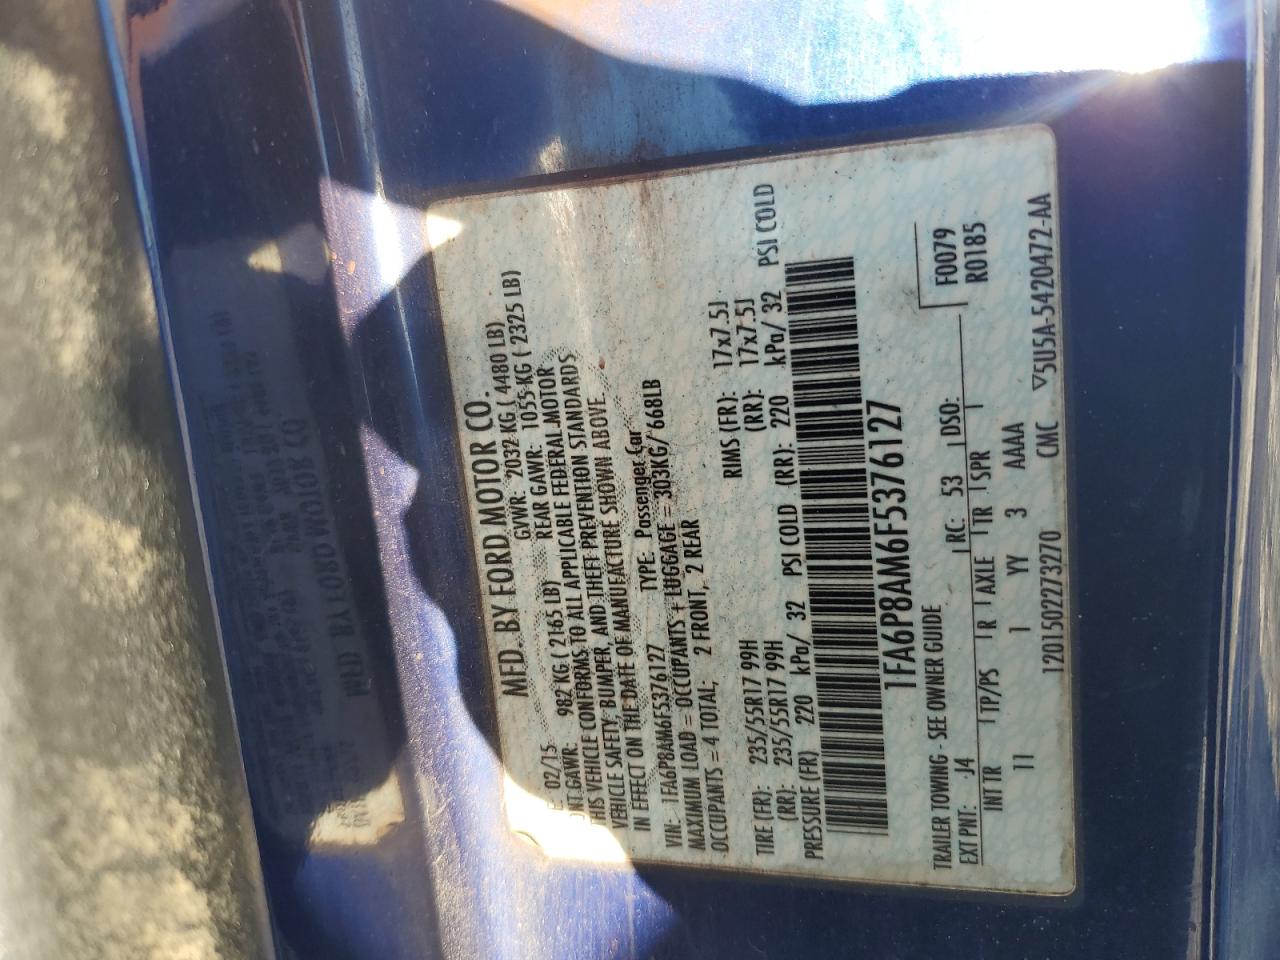 MFD. BY FORD MOTOR CO.
02/15 GVWR: 2032 KG ( 4480 LB)
GAWR: 982 KG ( 2165 LB) REAR GAWR: 1055 KG ( 2325 LB)
THIS VEHICLE CONFORMS TO ALL APPLICABLE FEDERAL MOTOR
VEHICLE SAFETY, BUMPER, AND THEFT PREVENTION STANDARDS
IN EFFECT ON THE DATE OF MANUFACTURE SHOWN ABOVE.
VIN: 1FA6P8AM6F5376127 TYPE: Passenger Car
MAXIMUM LOAD = OCCUPANTS + LUGGAGE = 303KG/ 668LB
OCCUPANTS = 4 TOTAL, 2 FRONT, 2 REAR
TIRE (FR): 235/55R17 99H RIMS (FR): 17x7.5J
(RR): 235/55R17 99H (RR): 17x7.5J
PRESSURE (FR) 220 kPa/ 32 PSI COLD (RR): 220 kPa/ 32 PSI COLD
1FA6P8AM6F5376127
TRAILER TOWING - SEE OWNER GUIDE F0079
EXT PNT: J4 RC: 53 DSO: R0185
INT TR TP/PS R AXLE TR SPR
11 1 YY 3 AAAA
12015022773270 CMC ▽5U5A-5420472-AA